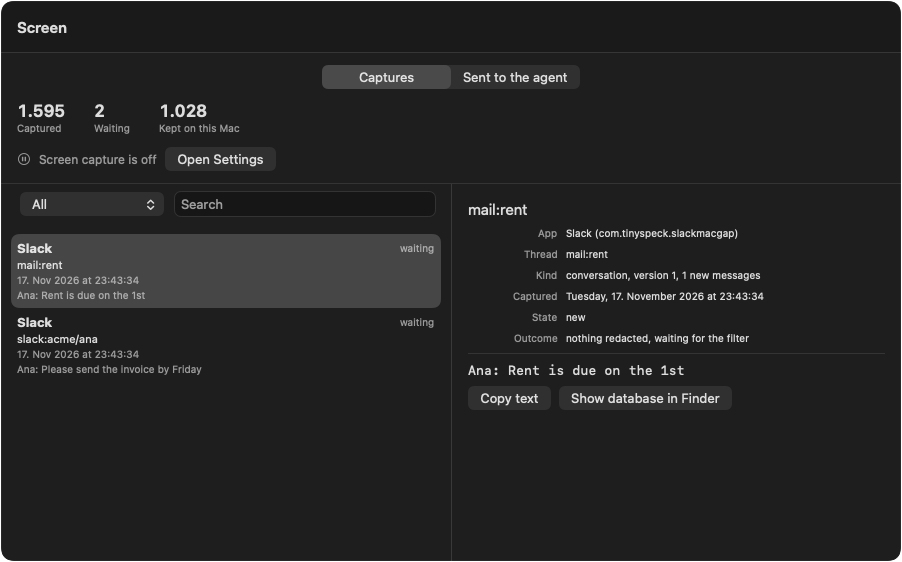 Screen
Captures
Sent to the agent
1.595
2
1.028
Captured
Waiting
Kept on this Mac
Screen capture is off
Open Settings
All
Search
Slack
waiting
mail:rent
17. Nov 2026 at 23:43:34
Ana: Rent is due on the 1st
Slack
waiting
slack:acme/ana
17. Nov 2026 at 23:43:34
Ana: Please send the invoice by Friday
mail:rent
App Slack (com.tinyspeck.slackmacgap)
Thread mail:rent
Kind conversation, version 1, 1 new messages
Captured Tuesday, 17. November 2026 at 23:43:34
State new
Outcome nothing redacted, waiting for the filter
Ana: Rent is due on the 1st
Copy text
Show database in Finder